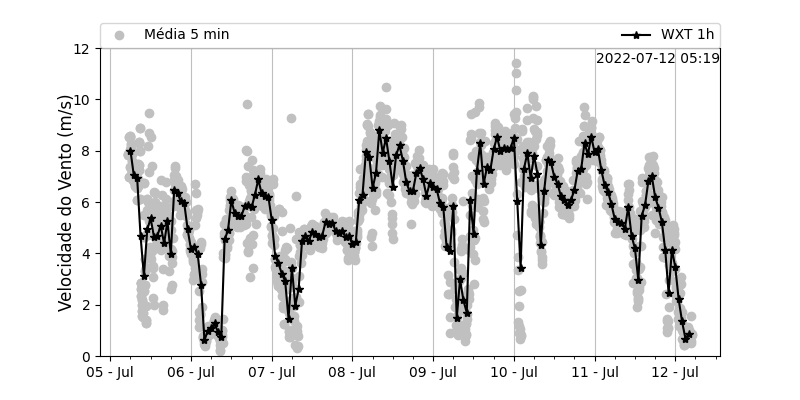 Média 5 min
WXT 1h
2022-07-12 05:19
Velocidade do Vento (m/s)
12
10
8
6
4
2
0
05 - Jul
06 - Jul
07 - Jul
08 - Jul
09 - Jul
10 - Jul
11 - Jul
12 - Jul